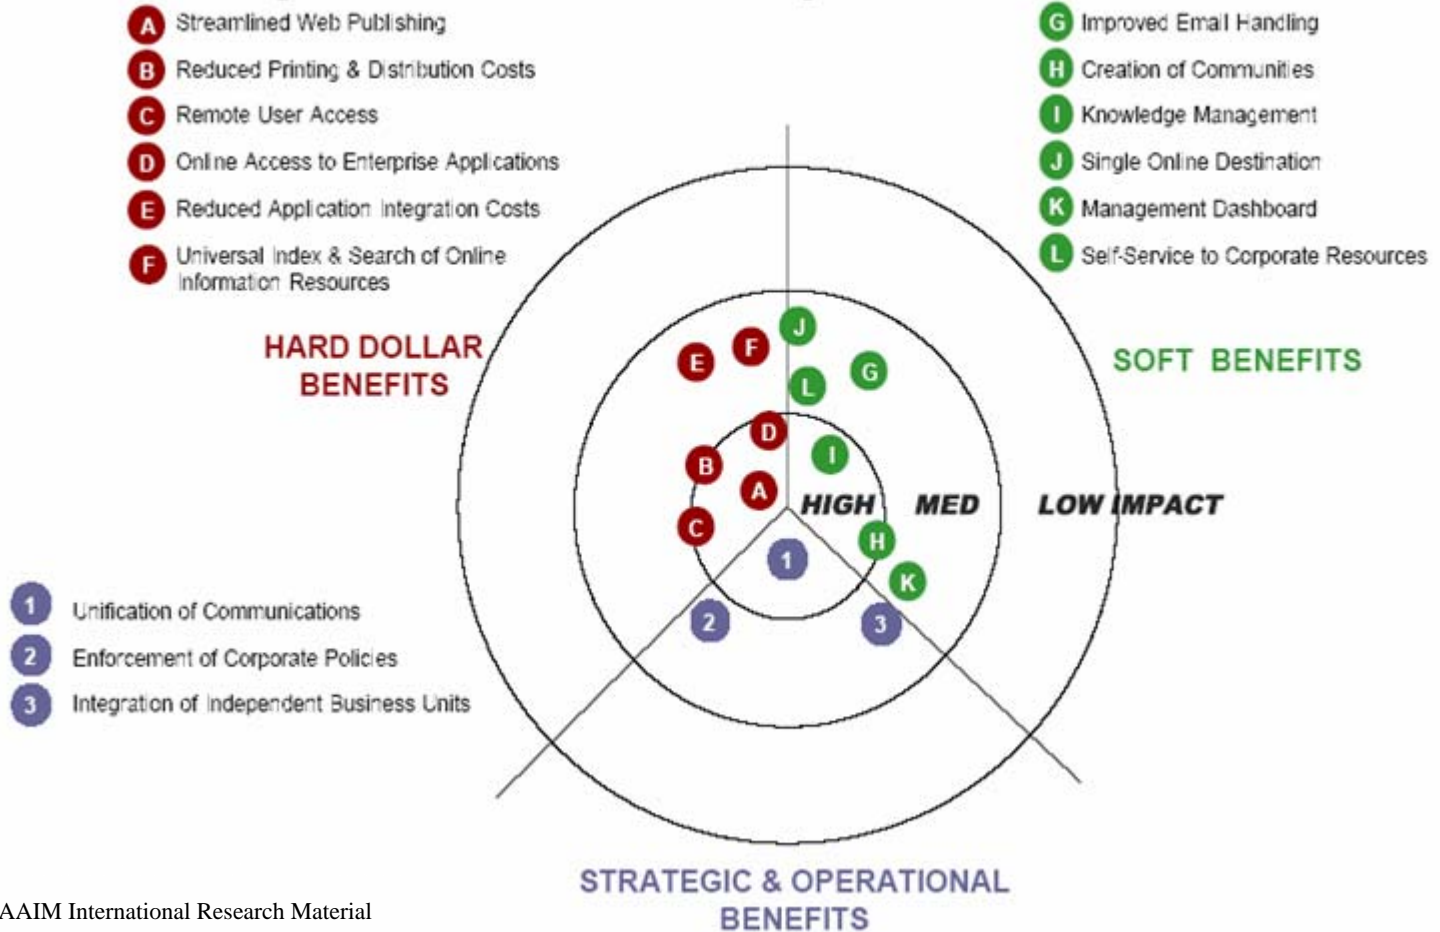 A Streamlined Web Publishing
B Reduced Printing & Distribution Costs
C Remote User Access
D Online Access to Enterprise Applications
E Reduced Application Integration Costs
F Universal Index & Search of Online
Information Resources
G Improved Email Handling
H Creation of Communities
I Knowledge Management
J Single Online Destination
K Management Dashboard
L Self-Service to Corporate Resources
HARD DOLLAR
BENEFITS
SOFT BENEFITS
J
F
E
G
L
D
I
B
A
HIGH MED LOW IMPACT
C
H
1
K
2
3
1 Unification of Communications
2 Enforcement of Corporate Policies
3 Integration of Independent Business Units
STRATEGIC & OPERATIONAL
BENEFITS
AAIM International Research Material